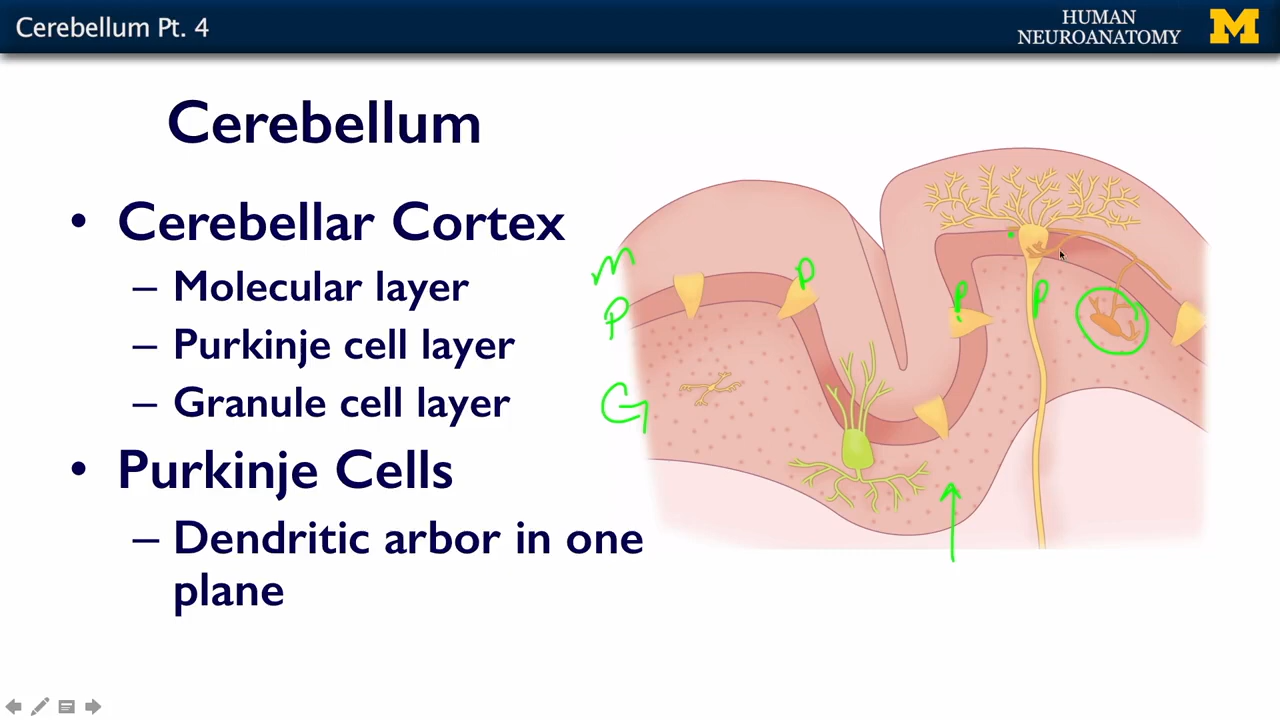 Cerebellum Pt. 4
HUMAN
NEUROANATOMY
M
Cerebellum
• Cerebellar Cortex
– Molecular layer
– Purkinje cell layer
– Granule cell layer
• Purkinje Cells
– Dendritic arbor in one
plane
m
P
G
P
P
P